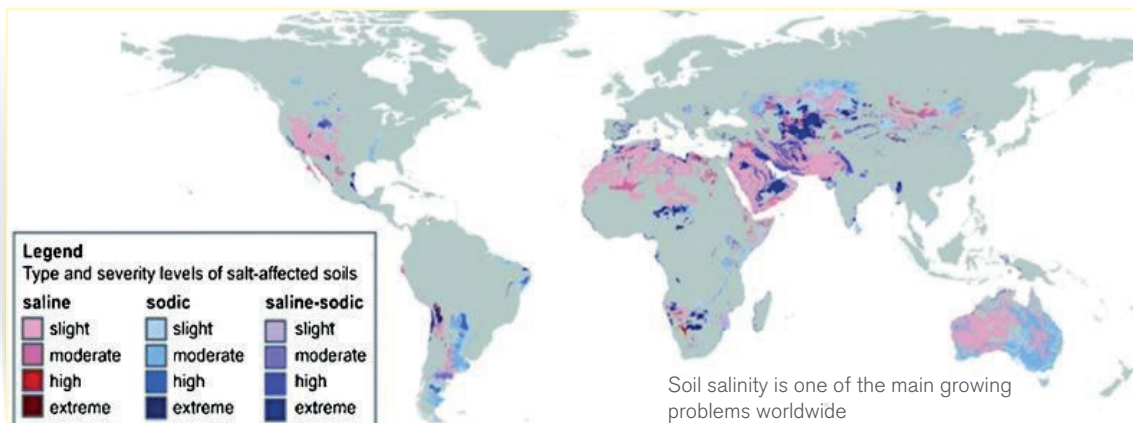 Legend
Type and severity levels of salt-affected soils
saline sodic saline-sodic
slight slight slight
moderate moderate moderate
high high high
extreme extreme extreme
Soil salinity is one of the main growing
problems worldwide